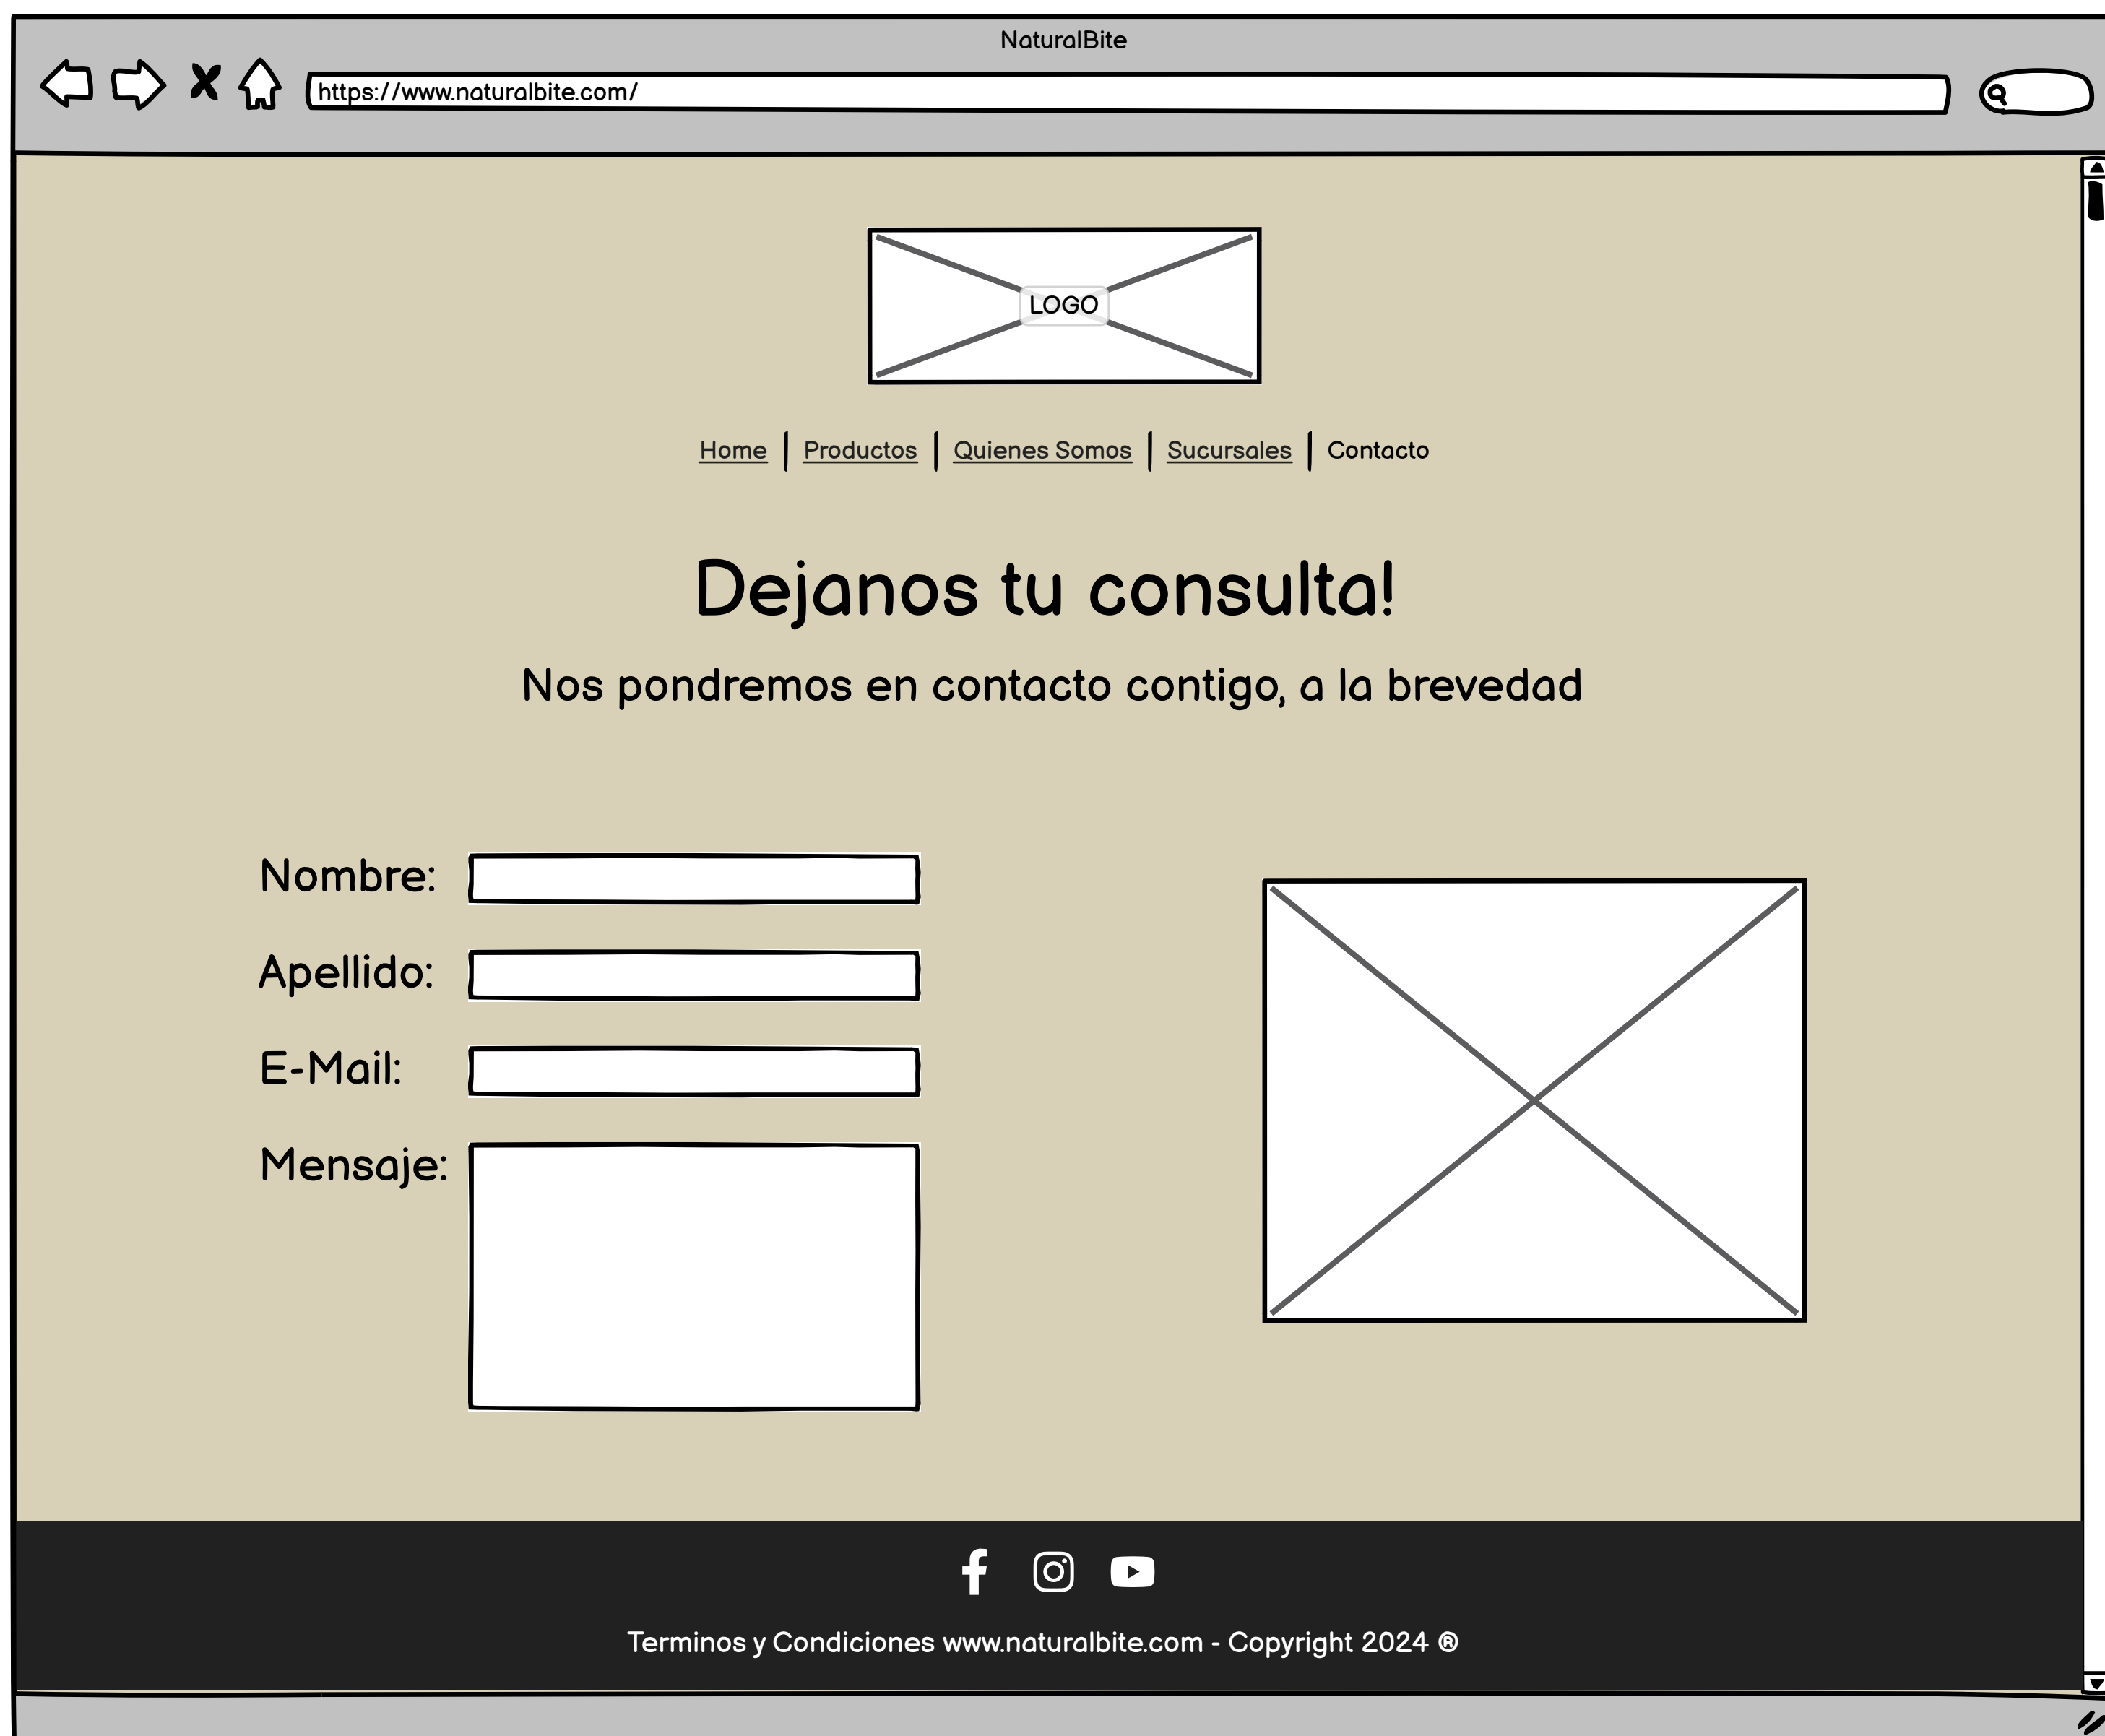 NaturalBite
https://www.naturalbite.com/
LOGO
Home | Productos | Quienes Somos | Sucursales | Contacto
Dejanos tu consulta!
Nos pondremos en contacto contigo, a la brevedad
Nombre:
Apellido:
E-Mail:
Mensaje:
Terminos y Condiciones www.naturalbite.com - Copyright 2024 ®